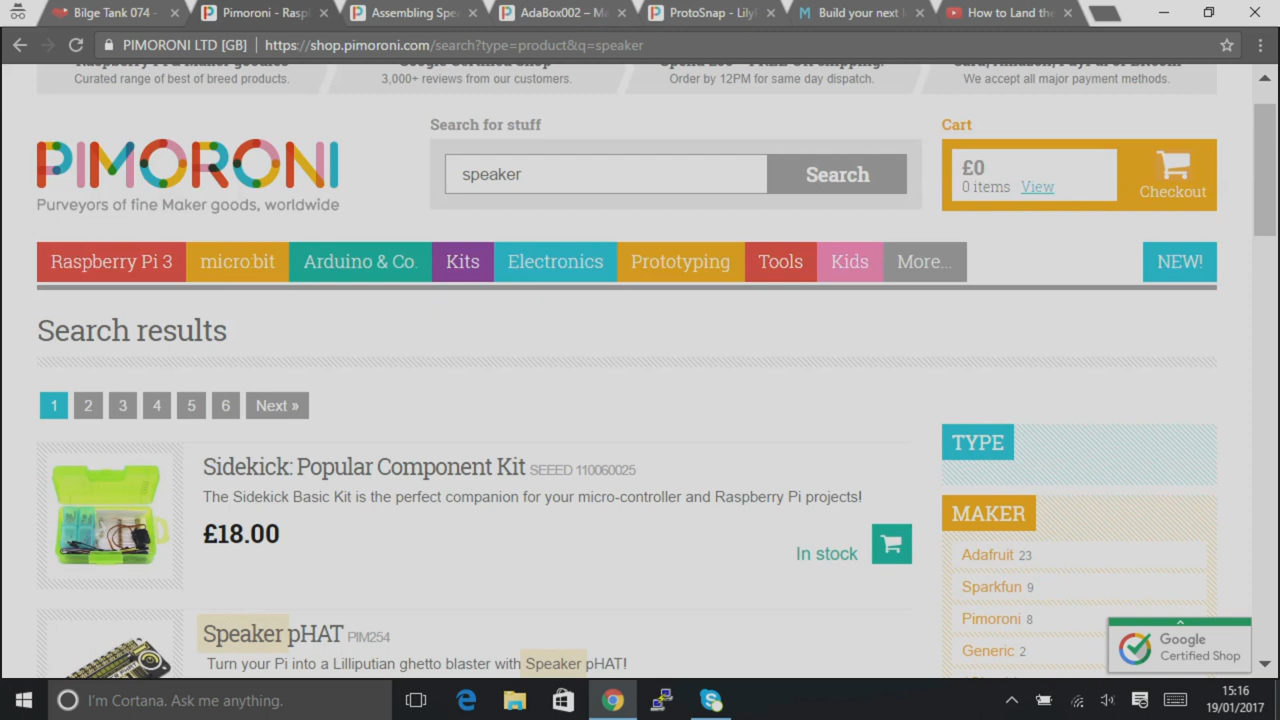 Bilge Tank 074 -
Pimoroni - Rasp
Assembling Spe
AdaBox002 – M
ProtoSnap - Lily
Build your next
How to Land the
PIMORONI LTD [GB]
https://shop.pimoroni.com/search?type=product&q=speaker
Curated range of best of breed products.
3,000+ reviews from our customers.
Order by 12PM for same day dispatch.
We accept all major payment methods.
Search for stuff
Cart
PIMORONI
Purveyors of fine Maker goods, worldwide
speaker
Search
£0
0 items View
Checkout
Raspberry Pi 3
micro:bit
Arduino & Co.
Kits
Electronics
Prototyping
Tools
Kids
More...
NEW!
Search results
1
2
3
4
5
6
Next »
TYPE
Sidekick: Popular Component Kit SEEED 110060025
The Sidekick Basic Kit is the perfect companion for your micro-controller and Raspberry Pi projects!
£18.00
In stock
MAKER
Adafruit 23
Sparkfun 9
Pimoroni 8
Generic 2
Speaker pHAT PIM254
Turn your Pi into a Lilliputian ghetto blaster with Speaker pHAT!
Google
Certified Shop
I'm Cortana. Ask me anything.
15:16
19/01/2017